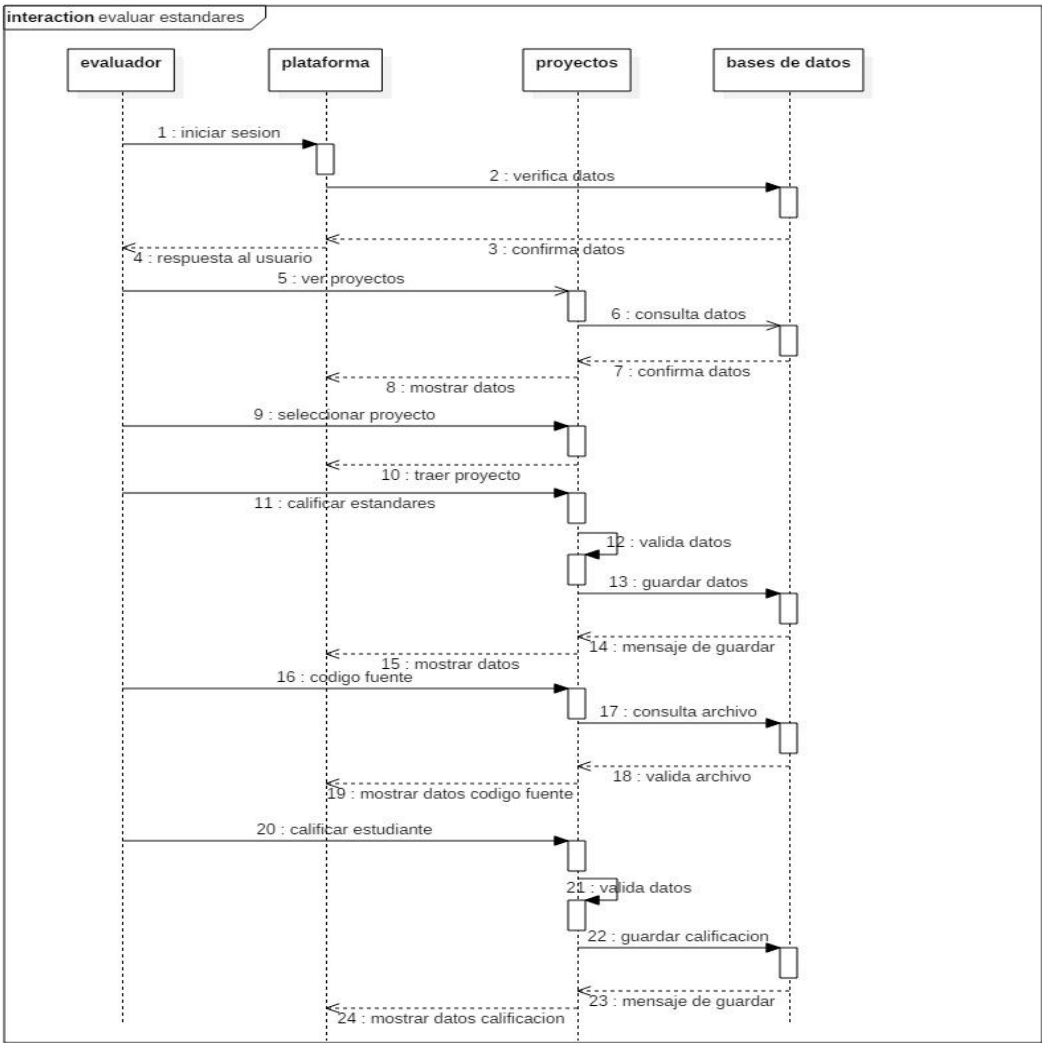 interaction evaluar estandares
evaluador
plataforma
proyectos
bases de datos
1 : iniciar sesion
2 : verifica datos
3 : confirma datos
4 : respuesta al usuario
5 : ver proyectos
6 : consulta datos
7 : confirma datos
8 : mostrar datos
9 : seleccionar proyecto
10 : traer proyecto
11 : calificar estandares
12 : valida datos
13 : guardar datos
14 : mensaje de guardar
15 : mostrar datos
16 : codigo fuente
17 : consulta archivo
18 : valida archivo
19 : mostrar datos codigo fuente
20 : calificar estudiante
21 : valida datos
22 : guardar calificacion
23 : mensaje de guardar
24 : mostrar datos calificacion